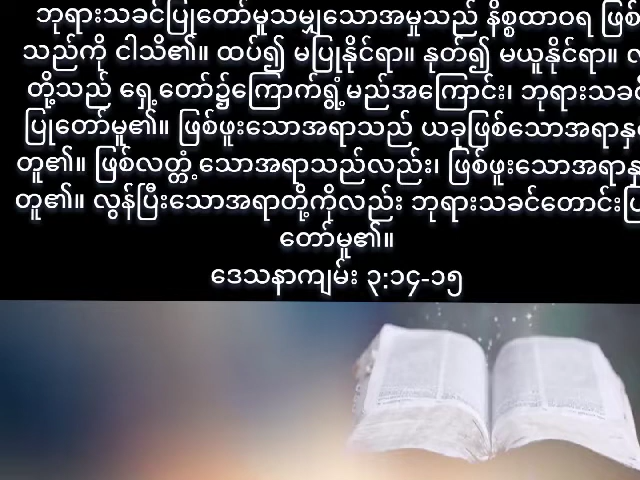 ဘုရားသခင်ပြုတော်မူသမျှသောအမှုသည် နိစ္စထာဝရ ဖြစ်
သည်ကို ငါသိ၏။ ထပ်၍ မပြုနိုင်ရာ။ နုတ်၍ မယူနိုင်ရာ။
တို့သည် ရှေ့တော်၌ကြောက်ရွံ့မည်အကြောင်း၊ ဘုရားသခင်
ပြုတော်မူ၏။ ဖြစ်ဖူးသောအရာသည် ယခုဖြစ်သောအရာနှ
တူ၏။ ဖြစ်လတ္တံ့သောအရာသည်လည်း၊ ဖြစ်ဖူးသောအရာန
တူ၏။ လွန်ပြီးသောအရာတို့ကိုလည်း ဘုရားသခင်တောင်းပြ
တော်မူ၏။
ဒေသနာကျမ်း ၃:၁၄-၁၅